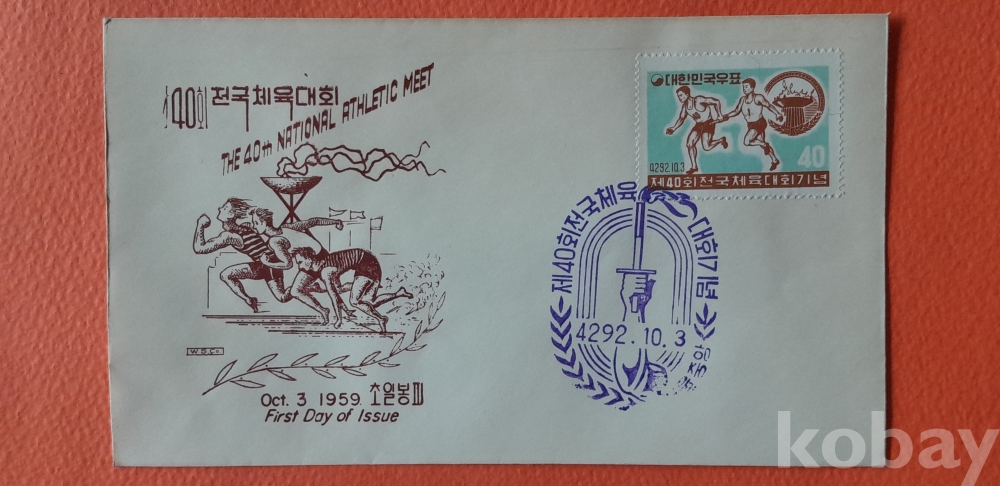 제40회 전국체육대회
THE 40th NATIONAL ATHLETIC MEET
W.S.Co
Oct. 3 1959. 초일봉피
First Day of Issue
대한민국우표
4292.10.3
40
제40회전국체육대회기념
제40회전국체육대회기념
4292.10.3
kobay